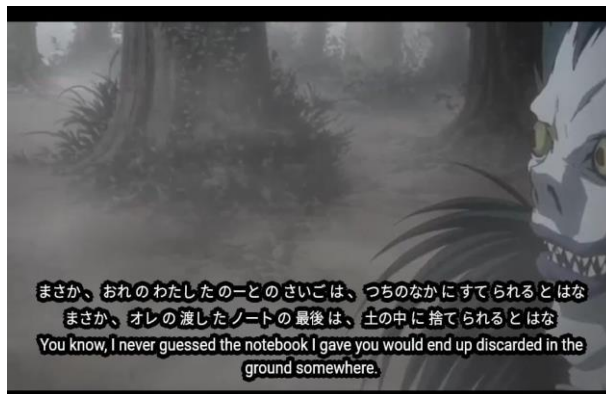 まさか、 おれ の わたし た のーと の さいご は、 つちのなか に すて られる と はな
まさか、 オレ の 渡し た ノート の 最後 は、 土の中 に 捨て られる と はな
You know, I never guessed the notebook I gave you would end up discarded in the
ground somewhere.